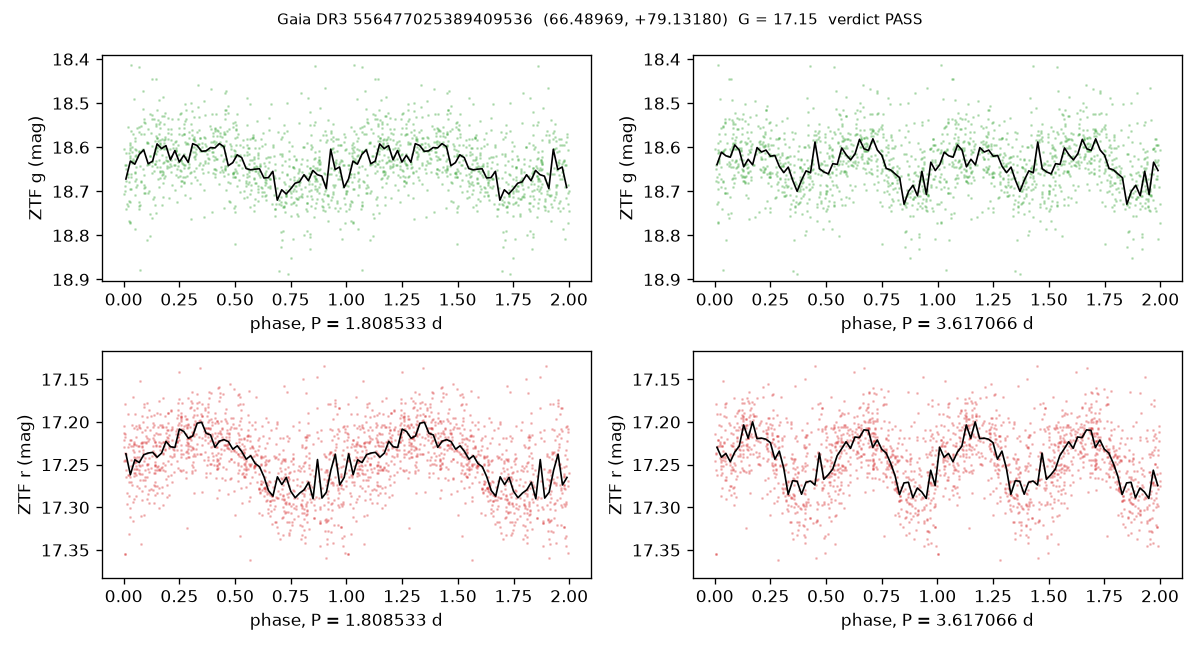 Gaia DR3 556477025389409536 (66.48969, +79.13180) G = 17.15 verdict PASS
18.4
18.5
18.6
18.7
18.8
18.9
ZTF g (mag)
0.00 0.25 0.50 0.75 1.00 1.25 1.50 1.75 2.00
phase, P = 1.808533 d
18.4
18.5
18.6
18.7
18.8
18.9
ZTF g (mag)
0.00 0.25 0.50 0.75 1.00 1.25 1.50 1.75 2.00
phase, P = 3.617066 d
17.15
17.20
17.25
17.30
17.35
ZTF r (mag)
0.00 0.25 0.50 0.75 1.00 1.25 1.50 1.75 2.00
phase, P = 1.808533 d
17.15
17.20
17.25
17.30
17.35
ZTF r (mag)
0.00 0.25 0.50 0.75 1.00 1.25 1.50 1.75 2.00
phase, P = 3.617066 d